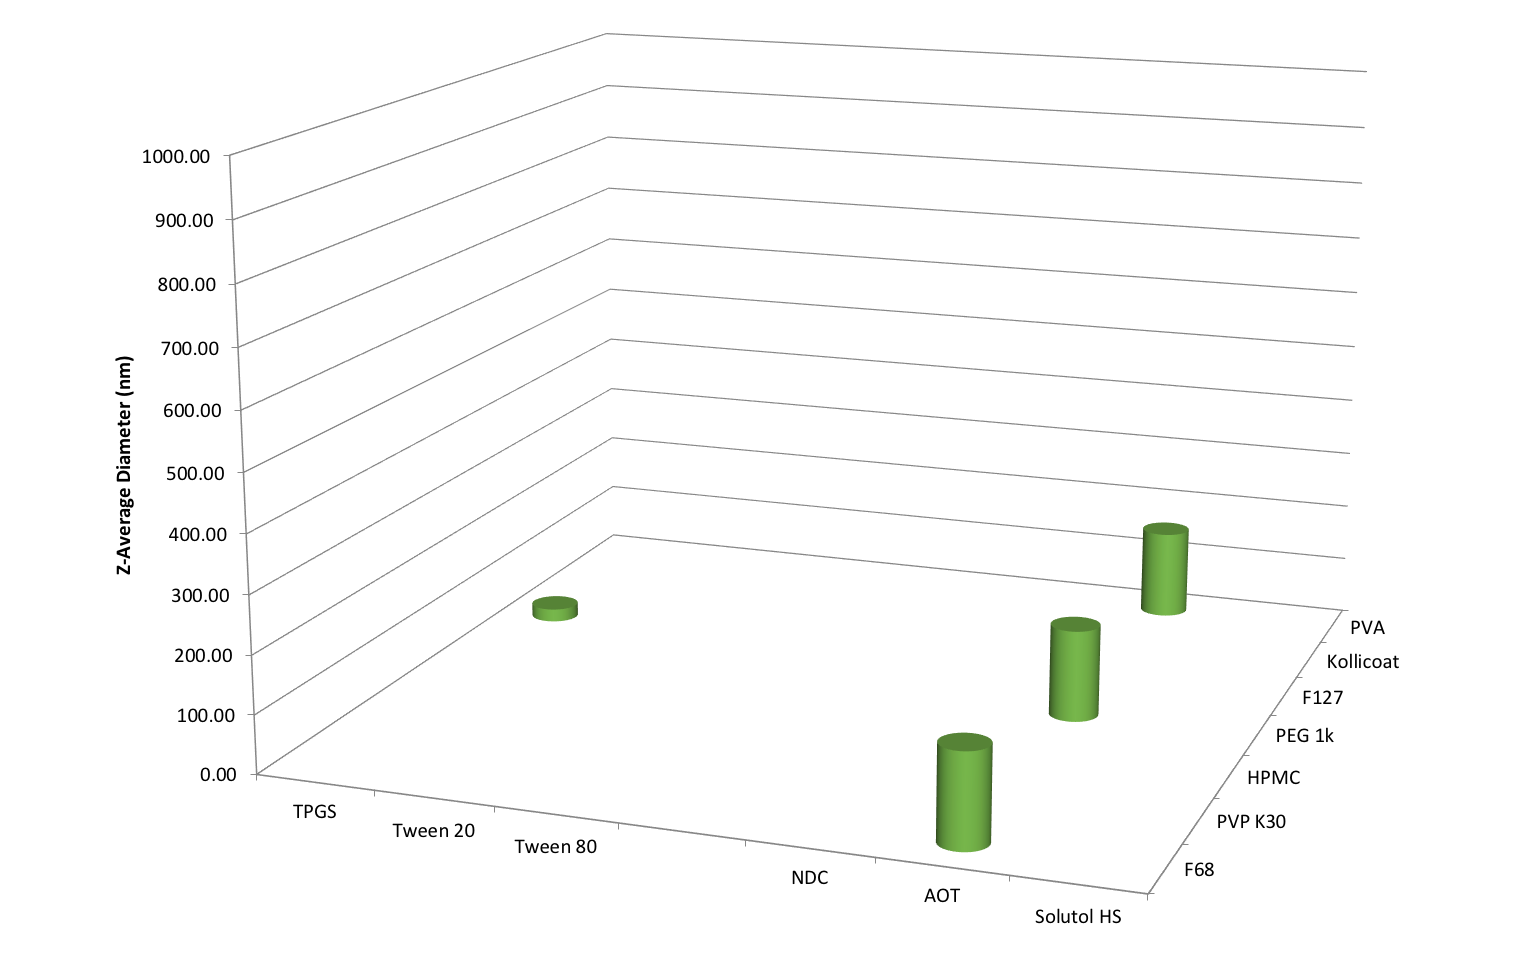 1000.00
900.00
800.00
700.00
600.00
500.00
400.00
300.00
200.00
100.00
0.00
Z-Average Diameter (nm)
TPGS
Tween 20
Tween 80
NDC
AOT
Solutol HS
PVA
Kollicoat
F127
PEG 1k
HPMC
PVP K30
F68